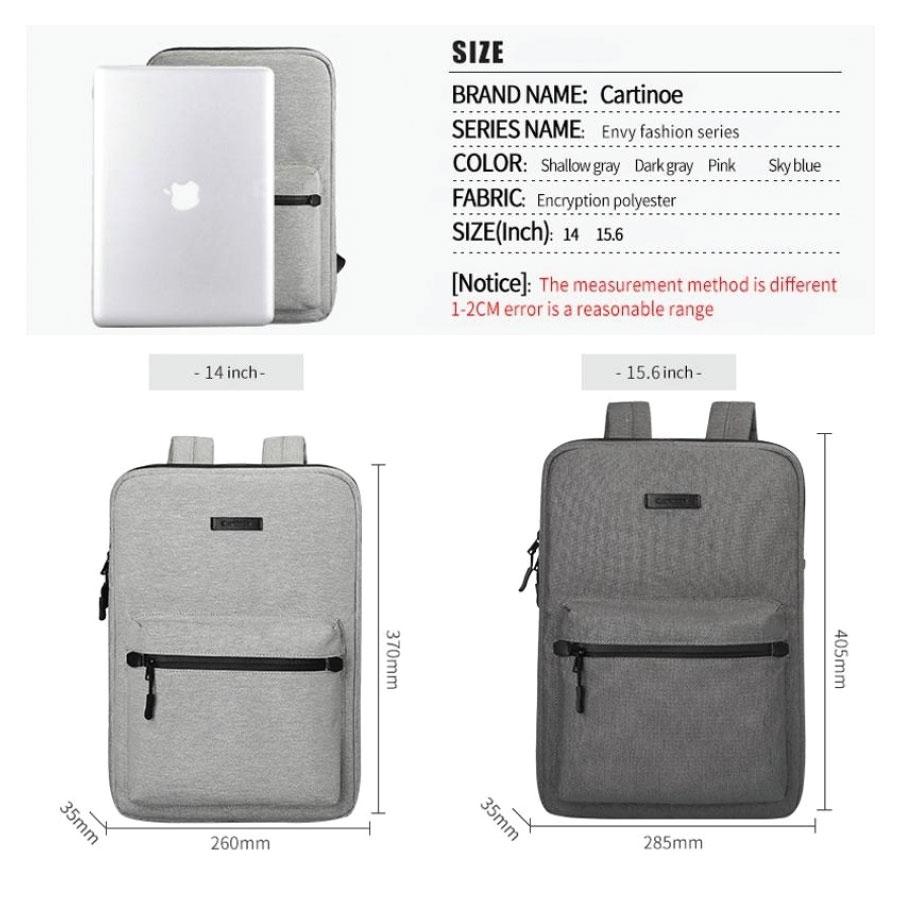 SIZE
BRAND NAME: Cartinoe
SERIES NAME: Envy fashion series
COLOR: Shallow gray Dark gray Pink Sky blue
FABRIC: Encryption polyester
SIZE(Inch): 14 15.6
[Notice]: The measurement method is different
1-2CM error is a reasonable range
- 14 inch -
- 15.6 inch -
370mm
35mm
260mm
405mm
35mm
285mm